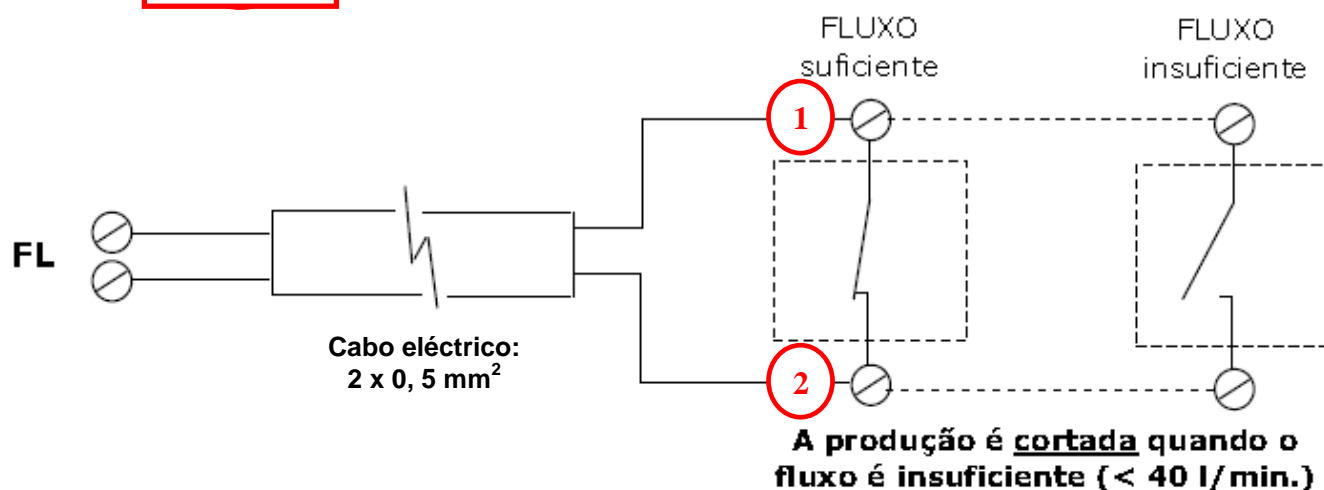 FLUXO
suficiente
FLUXO
insuficiente
1
FL
Cabo eléctrico:
2 x 0, 5 mm²
2
A produção é cortada quando o
fluxo é insuficiente (< 40 l/min.)